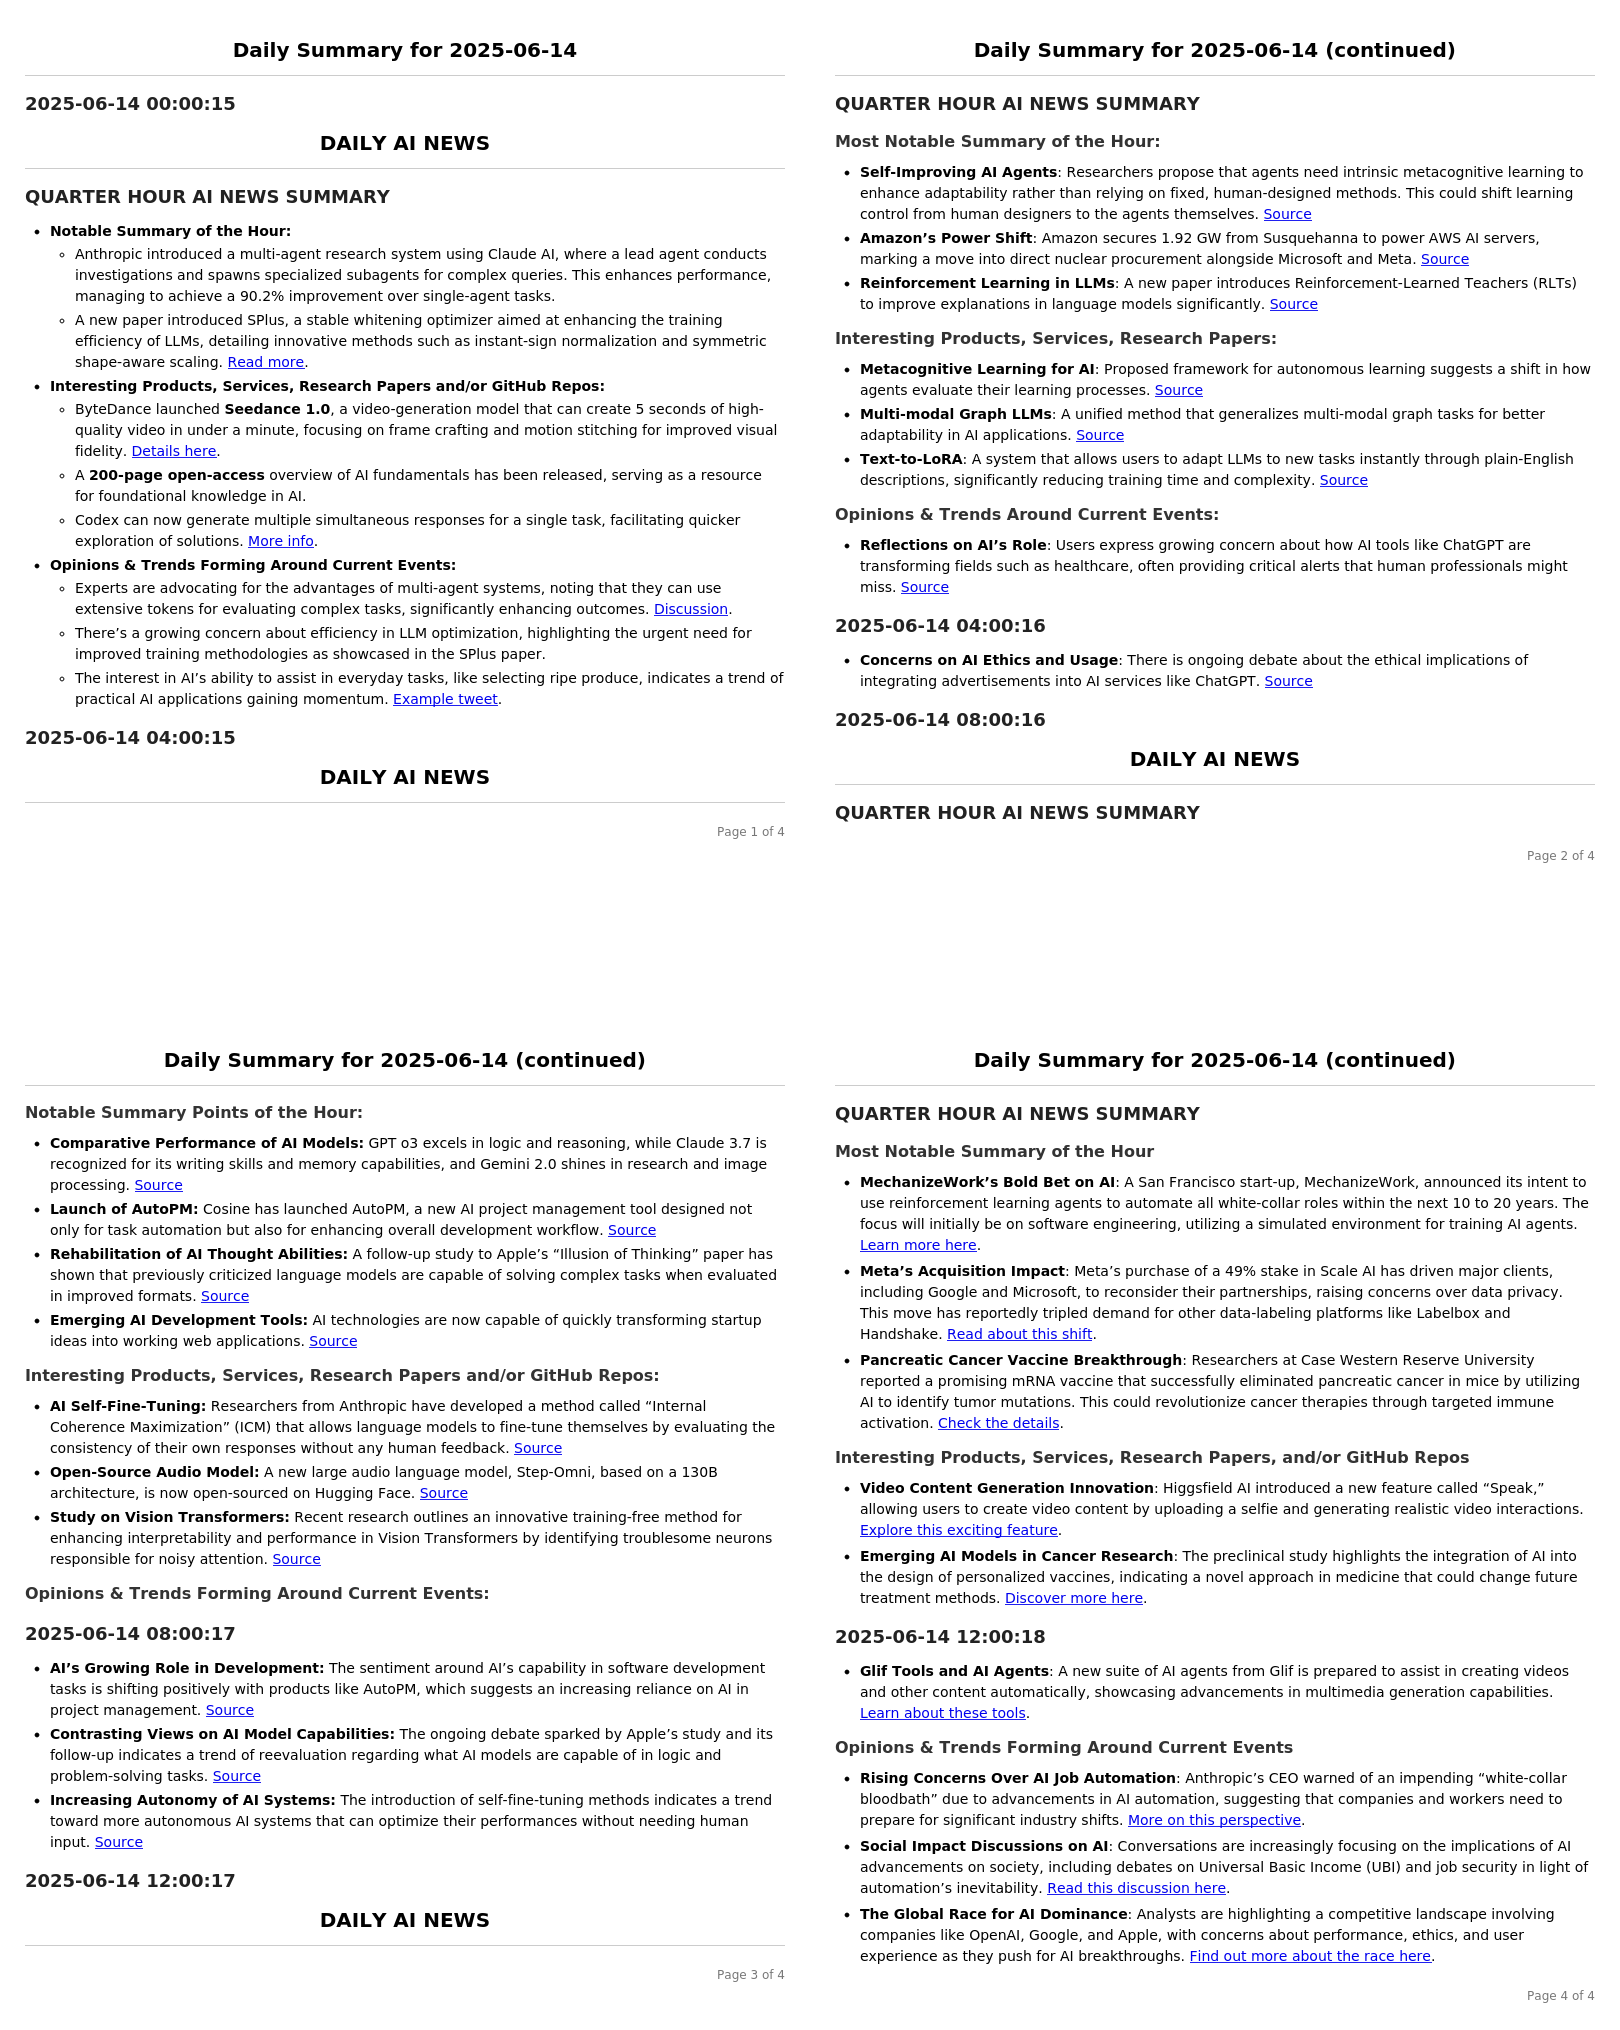 Daily Summary for 2025-06-14
2025-06-14 00:00:15
DAILY AI NEWS
QUARTER HOUR AI NEWS SUMMARY
• Notable Summary of the Hour:
◦ Anthropic introduced a multi-agent research system using Claude AI, where a lead agent conducts
investigations and spawns specialized subagents for complex queries. This enhances performance,
managing to achieve a 90.2% improvement over single-agent tasks.
◦ A new paper introduced SPlus, a stable whitening optimizer aimed at enhancing the training
efficiency of LLMs, detailing innovative methods such as instant-sign normalization and symmetric
shape-aware scaling. Read more.
• Interesting Products, Services, Research Papers and/or GitHub Repos:
◦ ByteDance launched Seedance 1.0, a video-generation model that can create 5 seconds of high-
quality video in under a minute, focusing on frame crafting and motion stitching for improved visual
fidelity. Details here.
◦ A 200-page open-access overview of AI fundamentals has been released, serving as a resource
for foundational knowledge in AI.
◦ Codex can now generate multiple simultaneous responses for a single task, facilitating quicker
exploration of solutions. More info.
• Opinions & Trends Forming Around Current Events:
◦ Experts are advocating for the advantages of multi-agent systems, noting that they can use
extensive tokens for evaluating complex tasks, significantly enhancing outcomes. Discussion.
◦ There’s a growing concern about efficiency in LLM optimization, highlighting the urgent need for
improved training methodologies as showcased in the SPlus paper.
◦ The interest in AI’s ability to assist in everyday tasks, like selecting ripe produce, indicates a trend of
practical AI applications gaining momentum. Example tweet.
2025-06-14 04:00:15
DAILY AI NEWS
Page 1 of 4
Daily Summary for 2025-06-14 (continued)
QUARTER HOUR AI NEWS SUMMARY
Most Notable Summary of the Hour:
• Self-Improving AI Agents: Researchers propose that agents need intrinsic metacognitive learning to
enhance adaptability rather than relying on fixed, human-designed methods. This could shift learning
control from human designers to the agents themselves. Source
• Amazon’s Power Shift: Amazon secures 1.92 GW from Susquehanna to power AWS AI servers,
marking a move into direct nuclear procurement alongside Microsoft and Meta. Source
• Reinforcement Learning in LLMs: A new paper introduces Reinforcement-Learned Teachers (RLTs)
to improve explanations in language models significantly. Source
Interesting Products, Services, Research Papers:
• Metacognitive Learning for AI: Proposed framework for autonomous learning suggests a shift in how
agents evaluate their learning processes. Source
• Multi-modal Graph LLMs: A unified method that generalizes multi-modal graph tasks for better
adaptability in AI applications. Source
• Text-to-LoRA: A system that allows users to adapt LLMs to new tasks instantly through plain-English
descriptions, significantly reducing training time and complexity. Source
Opinions & Trends Around Current Events:
• Reflections on AI’s Role: Users express growing concern about how AI tools like ChatGPT are
transforming fields such as healthcare, often providing critical alerts that human professionals might
miss. Source
2025-06-14 04:00:16
• Concerns on AI Ethics and Usage: There is ongoing debate about the ethical implications of
integrating advertisements into AI services like ChatGPT. Source
2025-06-14 08:00:16
DAILY AI NEWS
QUARTER HOUR AI NEWS SUMMARY
Page 2 of 4
Daily Summary for 2025-06-14 (continued)
Notable Summary Points of the Hour:
• Comparative Performance of AI Models: GPT o3 excels in logic and reasoning, while Claude 3.7 is
recognized for its writing skills and memory capabilities, and Gemini 2.0 shines in research and image
processing. Source
• Launch of AutoPM: Cosine has launched AutoPM, a new AI project management tool designed not
only for task automation but also for enhancing overall development workflow. Source
• Rehabilitation of AI Thought Abilities: A follow-up study to Apple’s “Illusion of Thinking” paper has
shown that previously criticized language models are capable of solving complex tasks when evaluated
in improved formats. Source
• Emerging AI Development Tools: AI technologies are now capable of quickly transforming startup
ideas into working web applications. Source
Interesting Products, Services, Research Papers and/or GitHub Repos:
• AI Self-Fine-Tuning: Researchers from Anthropic have developed a method called “Internal
Coherence Maximization” (ICM) that allows language models to fine-tune themselves by evaluating the
consistency of their own responses without any human feedback. Source
• Open-Source Audio Model: A new large audio language model, Step-Omni, based on a 130B
architecture, is now open-sourced on Hugging Face. Source
• Study on Vision Transformers: Recent research outlines an innovative training-free method for
enhancing interpretability and performance in Vision Transformers by identifying troublesome neurons
responsible for noisy attention. Source
Opinions & Trends Forming Around Current Events:
2025-06-14 08:00:17
• AI’s Growing Role in Development: The sentiment around AI’s capability in software development
tasks is shifting positively with products like AutoPM, which suggests an increasing reliance on AI in
project management. Source
• Contrasting Views on AI Model Capabilities: The ongoing debate sparked by Apple’s study and its
follow-up indicates a trend of reevaluation regarding what AI models are capable of in logic and
problem-solving tasks. Source
• Increasing Autonomy of AI Systems: The introduction of self-fine-tuning methods indicates a trend
toward more autonomous AI systems that can optimize their performances without needing human
input. Source
2025-06-14 12:00:17
DAILY AI NEWS
Page 3 of 4
Daily Summary for 2025-06-14 (continued)
QUARTER HOUR AI NEWS SUMMARY
Most Notable Summary of the Hour
• MechanizeWork’s Bold Bet on AI: A San Francisco start-up, MechanizeWork, announced its intent to
use reinforcement learning agents to automate all white-collar roles within the next 10 to 20 years. The
focus will initially be on software engineering, utilizing a simulated environment for training AI agents.
Learn more here.
• Meta’s Acquisition Impact: Meta’s purchase of a 49% stake in Scale AI has driven major clients,
including Google and Microsoft, to reconsider their partnerships, raising concerns over data privacy.
This move has reportedly tripled demand for other data-labeling platforms like Labelbox and
Handshake. Read about this shift.
• Pancreatic Cancer Vaccine Breakthrough: Researchers at Case Western Reserve University
reported a promising mRNA vaccine that successfully eliminated pancreatic cancer in mice by utilizing
AI to identify tumor mutations. This could revolutionize cancer therapies through targeted immune
activation. Check the details.
Interesting Products, Services, Research Papers, and/or GitHub Repos
• Video Content Generation Innovation: Higgsfield AI introduced a new feature called “Speak,”
allowing users to create video content by uploading a selfie and generating realistic video interactions.
Explore this exciting feature.
• Emerging AI Models in Cancer Research: The preclinical study highlights the integration of AI into
the design of personalized vaccines, indicating a novel approach in medicine that could change future
treatment methods. Discover more here.
2025-06-14 12:00:18
• Glif Tools and AI Agents: A new suite of AI agents from Glif is prepared to assist in creating videos
and other content automatically, showcasing advancements in multimedia generation capabilities.
Learn about these tools.
Opinions & Trends Forming Around Current Events
• Rising Concerns Over AI Job Automation: Anthropic’s CEO warned of an impending “white-collar
bloodbath” due to advancements in AI automation, suggesting that companies and workers need to
prepare for significant industry shifts. More on this perspective.
• Social Impact Discussions on AI: Conversations are increasingly focusing on the implications of AI
advancements on society, including debates on Universal Basic Income (UBI) and job security in light of
automation’s inevitability. Read this discussion here.
• The Global Race for AI Dominance: Analysts are highlighting a competitive landscape involving
companies like OpenAI, Google, and Apple, with concerns about performance, ethics, and user
experience as they push for AI breakthroughs. Find out more about the race here.
Page 4 of 4